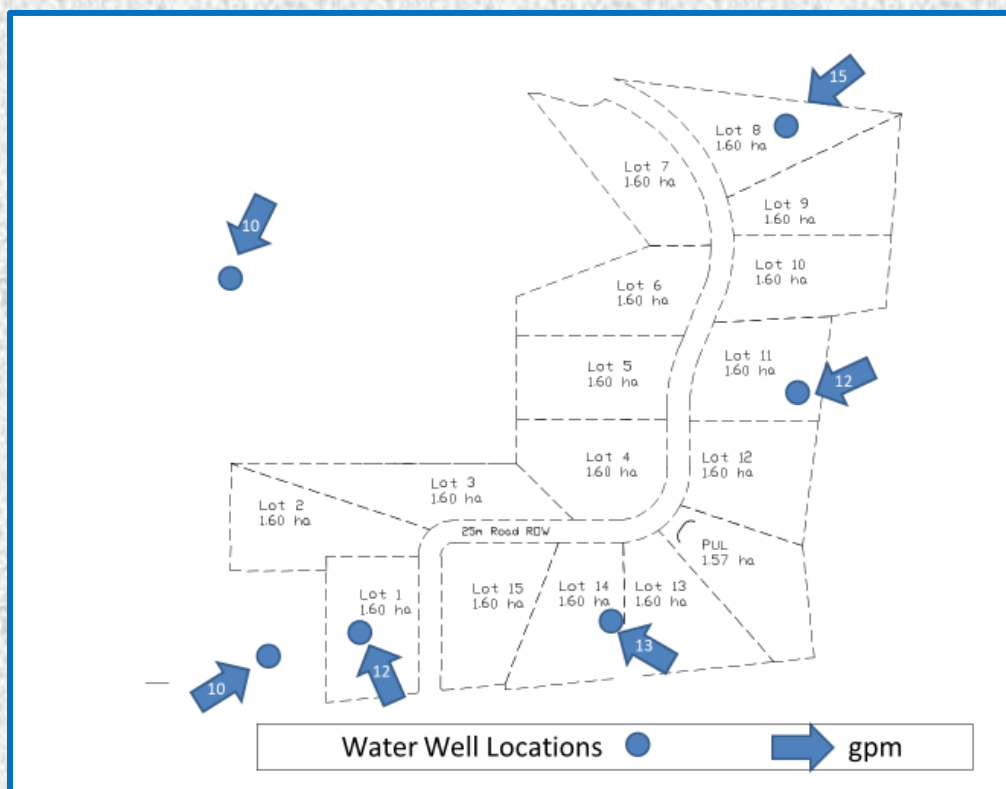 15
Lot 8
1.60 ha
Lot 7
1.60 ha
Lot 9
1.60 ha
10
Lot 10
1.60 ha
Lot 6
1.60 ha
Lot 11
1.60 ha
Lot 5
1.60 ha
12
Lot 4
1.60 ha
Lot 12
1.60 ha
Lot 3
1.60 ha
Lot 2
1.60 ha
25m Road ROW
PUL
1.57 ha
Lot 1
1.60 ha
Lot 15
1.60 ha
Lot 14
1.60 ha
Lot 13
1.60 ha
13
12
10
Water Well Locations
gpm